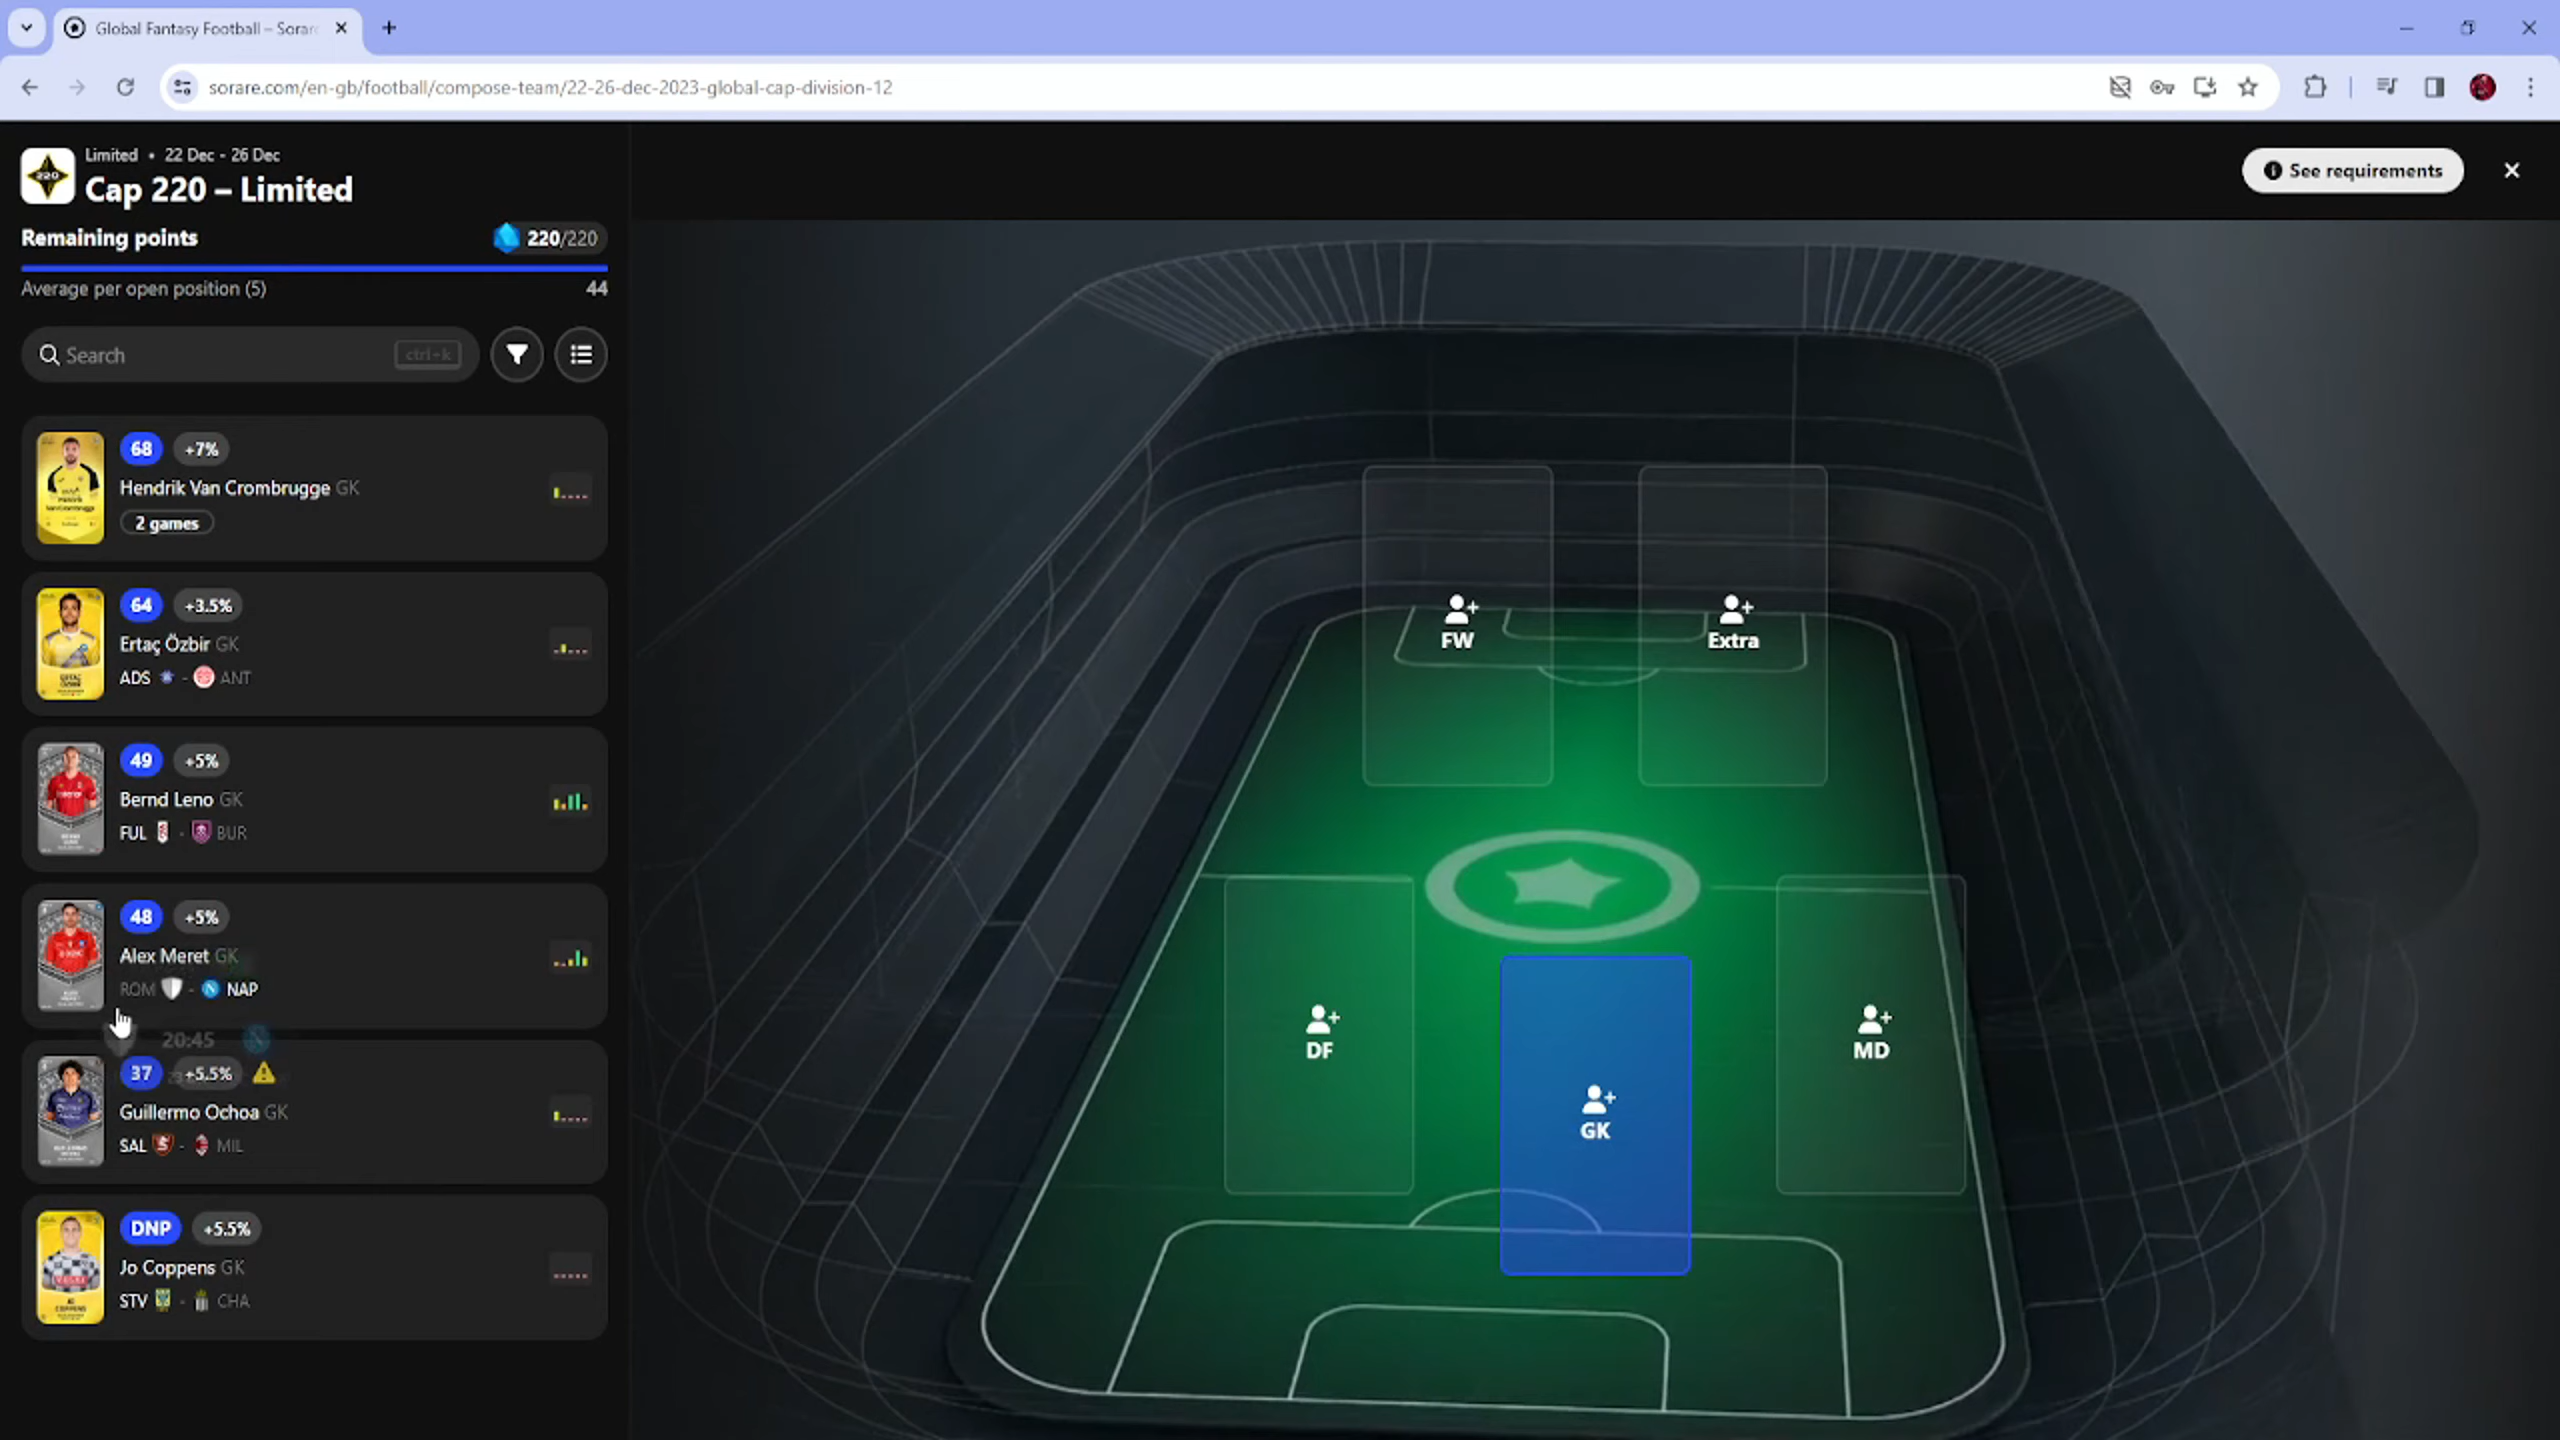 Global Fantasy Football – Sorar
sorare.com/en-gb/football/compose-team/22-26-dec-2023-global-cap-division-12
Limited • 22 Dec - 26 Dec
220
Cap 220 – Limited
See requirements
Remaining points
220/220
Average per open position (5)
44
Search
ctrl+k
68 +7%
Hendrik Van Crombrugge GK
2 games
64 +3.5%
Ertaç Özbir GK
ADS - ANT
49 +5%
Bernd Leno GK
FUL - BUR
48 +5%
Alex Meret GK
ROM - NAP
20:45
37 +5.5%
Guillermo Ochoa GK
SAL - MIL
DNP +5.5%
Jo Coppens GK
STV - CHA
FW
Extra
DF
MD
GK